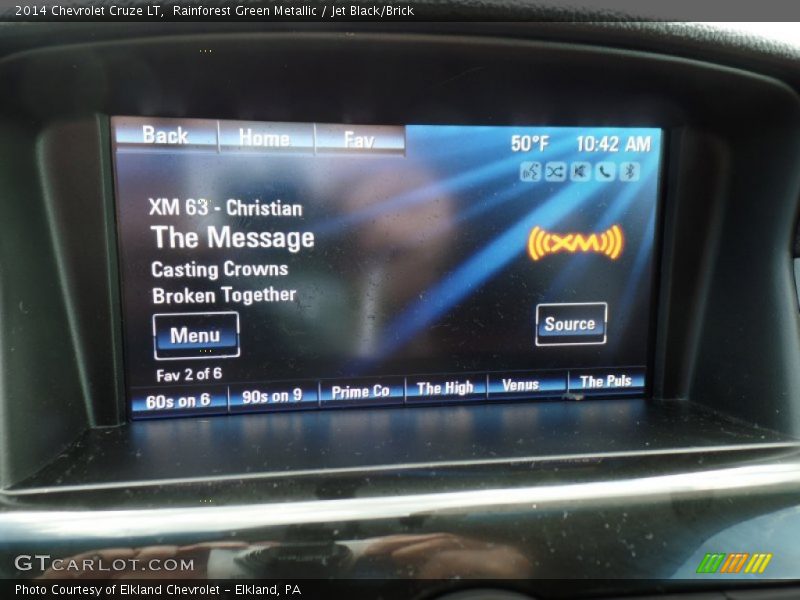 2014 Chevrolet Cruze LT,  Rainforest Green Metallic / Jet Black/Brick
Back Home Fav 50°F 10:42 AM
XM 63 - Christian
The Message
XM
Casting Crowns
Broken Together
Menu Source
Fav 2 of 6
60s on 6 90s on 9 Prime Co The High Venus The Puls
GTCARLOT.COM
Photo Courtesy of Elkland Chevrolet - Elkland, PA